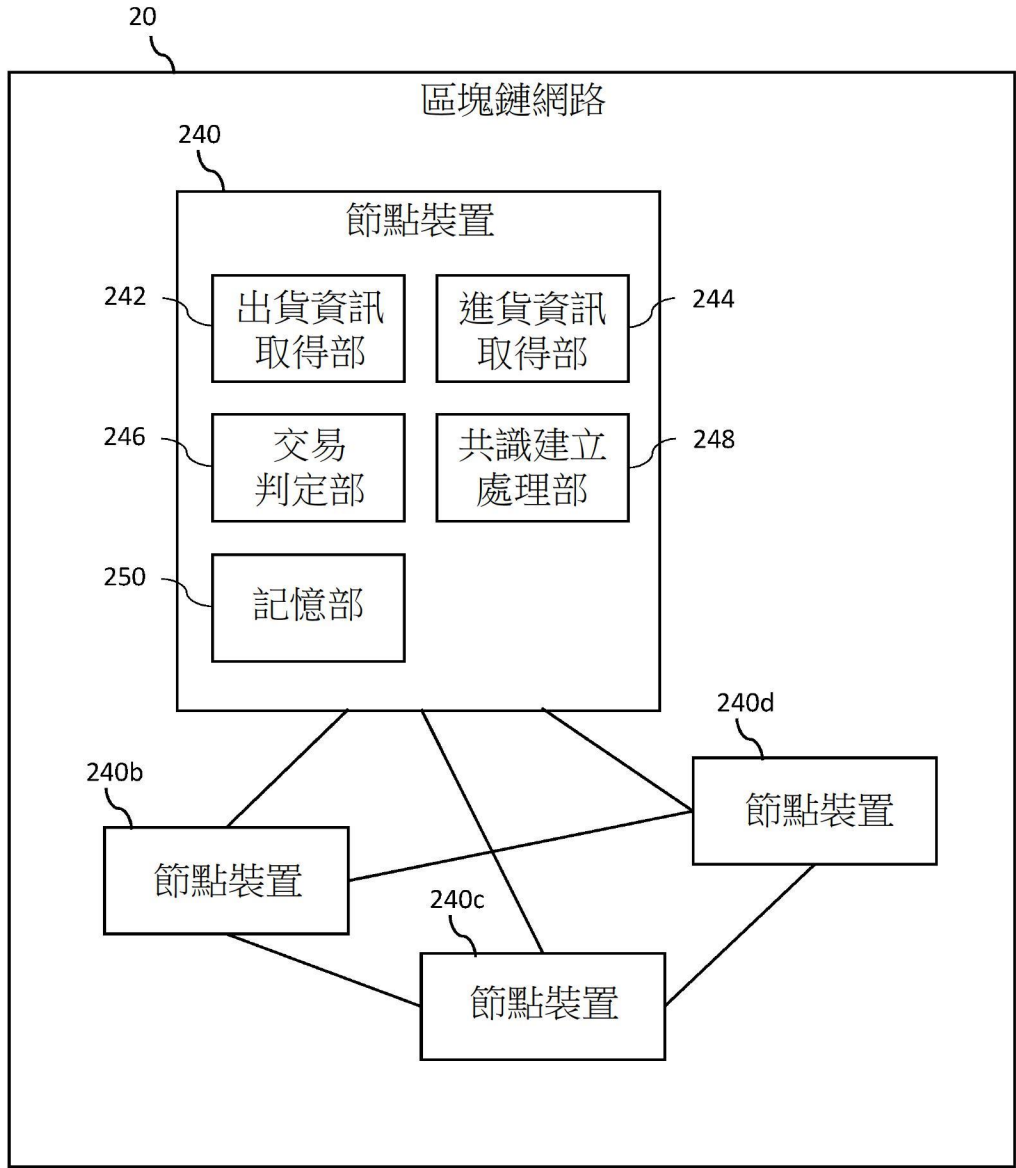 20
區塊鏈網路
240
節點裝置
242
出貨資訊
取得部
進貨資訊
取得部
244
246
交易
判定部
共識建立
處理部
248
250
記憶部
240d
節點裝置
240b
節點裝置
240c
節點裝置